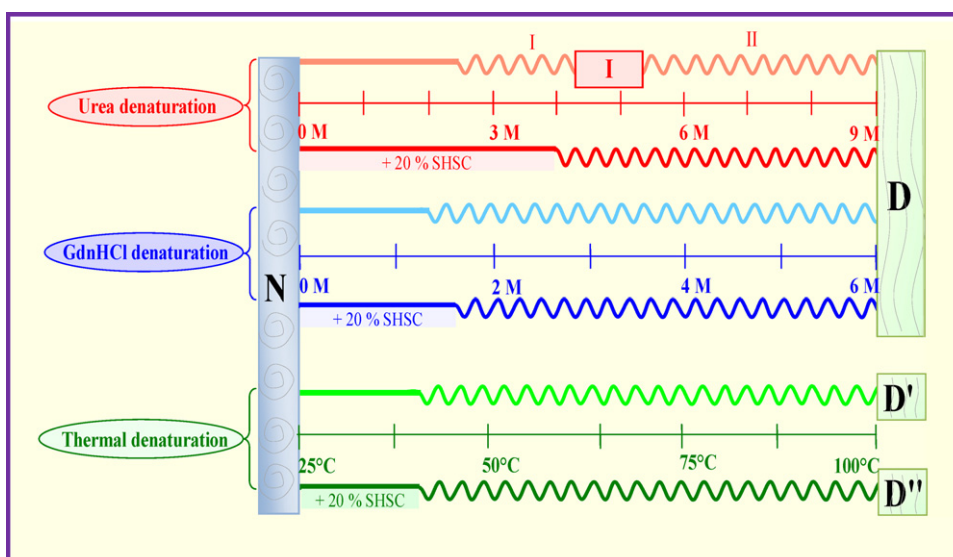 I
II
I
Urea denaturation
0 M 3 M 6 M 9 M
+ 20 % SHSC
D
GdnHCl denaturation
N
0 M 2 M 4 M 6 M
+ 20 % SHSC
D'
Thermal denaturation
25°C 50°C 75°C 100°C
+ 20 % SHSC
D"